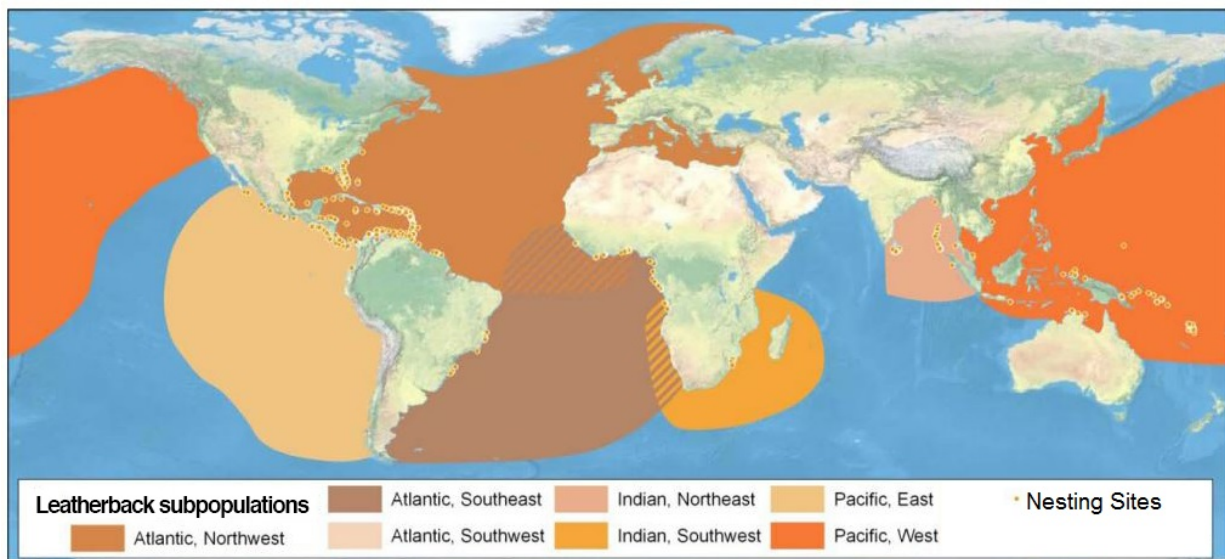 Leatherback subpopulations
Atlantic, Northwest
Atlantic, Southeast
Atlantic, Southwest
Indian, Northeast
Indian, Southwest
Pacific, East
Pacific, West
Nesting Sites